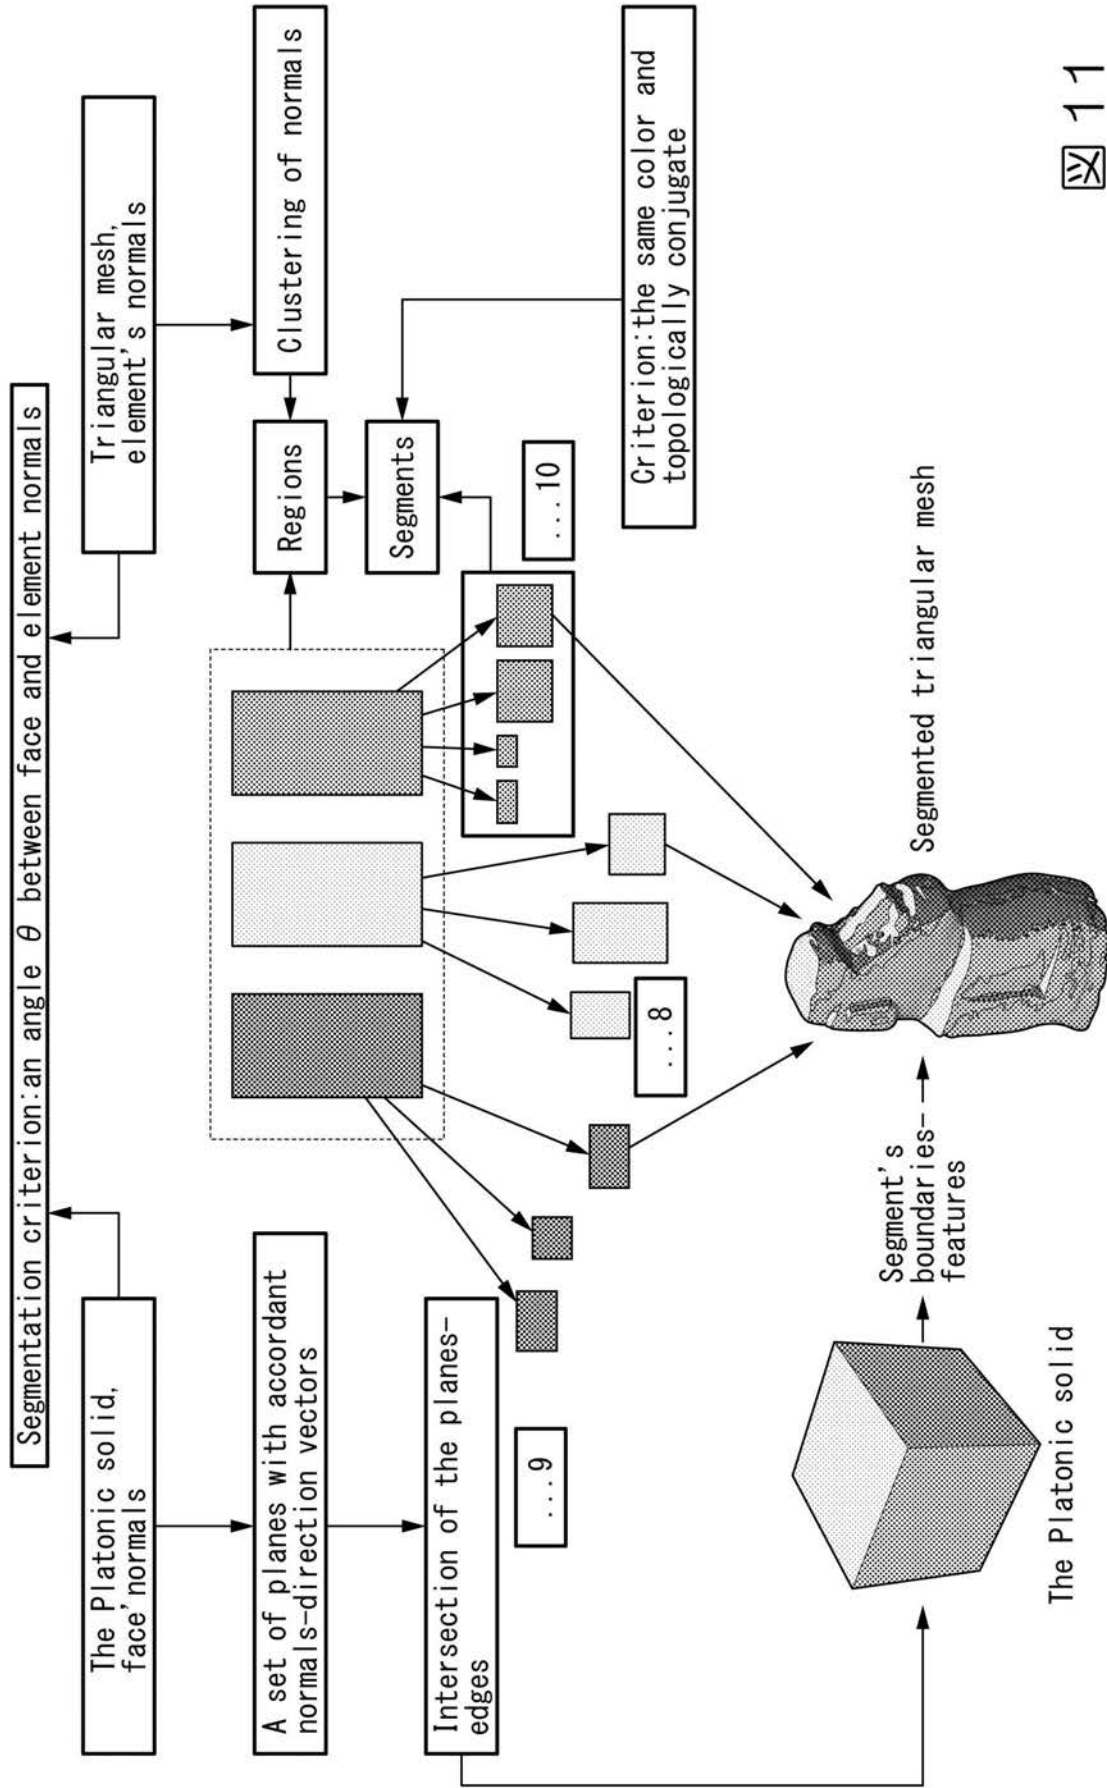 Segmentation criterion:an angle θ between face and element normals
The Platonic solid,
face'normals
Triangular mesh,
element's normals
A set of planes with accordant
normals-direction vectors
Regions
Clustering of normals
Segments
Intersection of the planes-
edges
...9
...8
...10
Criterion:the same color and
topologically conjugate
Segment's
boundaries-
features
The Platonic solid
Segmented triangular mesh
図11